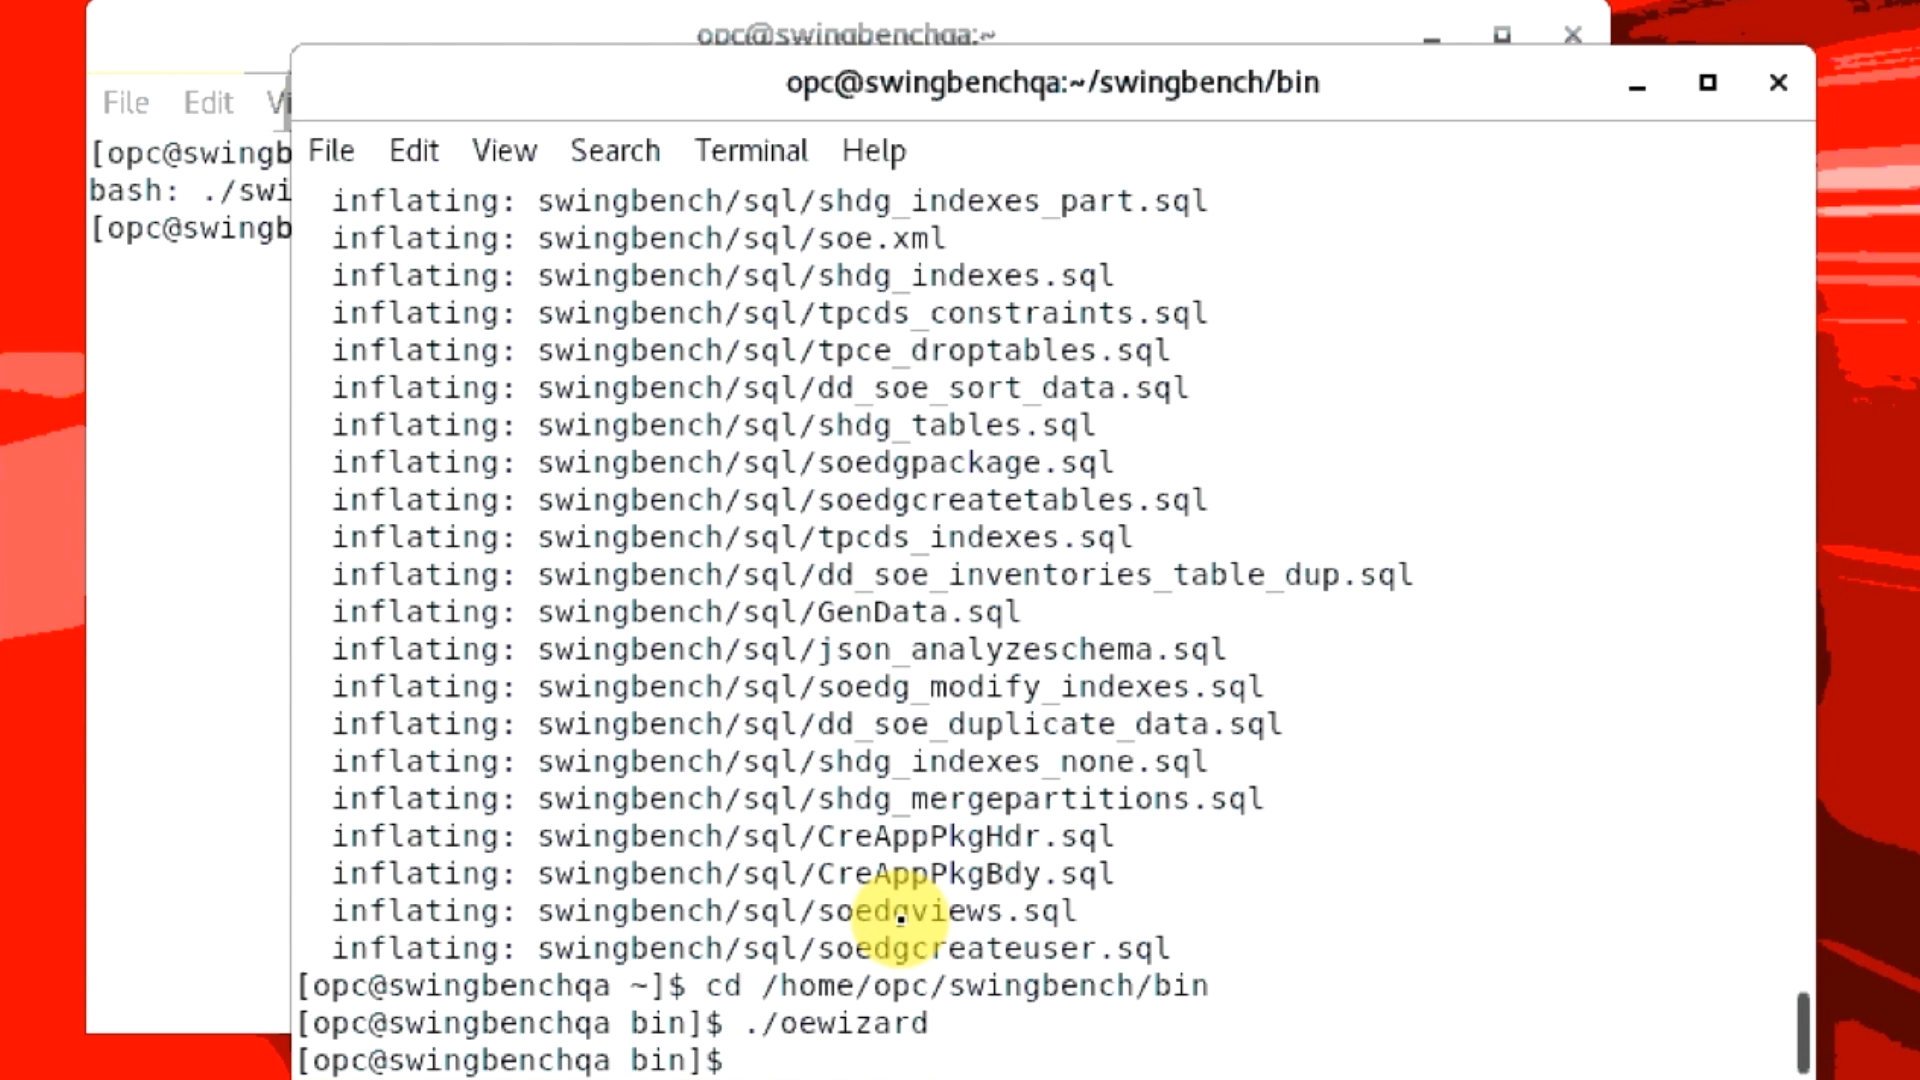 opc@swingbenchqa:~
File Edit
[opc@swingb
bash: ./swi
[opc@swingb
opc@swingbenchqa:~/swingbench/bin
File Edit View Search Terminal Help
inflating: swingbench/sql/shdg_indexes_part.sql
inflating: swingbench/sql/soe.xml
inflating: swingbench/sql/shdg_indexes.sql
inflating: swingbench/sql/tpcds_constraints.sql
inflating: swingbench/sql/tpce_droptables.sql
inflating: swingbench/sql/dd_soe_sort_data.sql
inflating: swingbench/sql/shdg_tables.sql
inflating: swingbench/sql/soedgpackage.sql
inflating: swingbench/sql/soedgcreatetables.sql
inflating: swingbench/sql/tpcds_indexes.sql
inflating: swingbench/sql/dd_soe_inventories_table_dup.sql
inflating: swingbench/sql/GenData.sql
inflating: swingbench/sql/json_analyzeschema.sql
inflating: swingbench/sql/soedg_modify_indexes.sql
inflating: swingbench/sql/dd_soe_duplicate_data.sql
inflating: swingbench/sql/shdg_indexes_none.sql
inflating: swingbench/sql/shdg_mergepartitions.sql
inflating: swingbench/sql/CreAppPkgHdr.sql
inflating: swingbench/sql/CreAppPkgBdy.sql
inflating: swingbench/sql/soedgviews.sql
inflating: swingbench/sql/soedgcreateuser.sql
[opc@swingbenchqa ~]$ cd /home/opc/swingbench/bin
[opc@swingbenchqa bin]$ ./oewizard
[opc@swingbenchqa bin]$